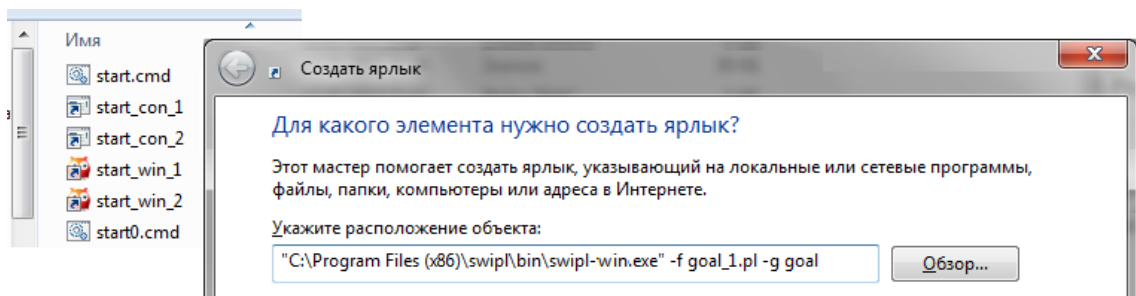 Имя
start.cmd
start_con_1
start_con_2
start_win_1
start_win_2
start0.cmd
Создать ярлык
Для какого элемента нужно создать ярлык?
Этот мастер помогает создать ярлык, указывающий на локальные или сетевые программы,
файлы, папки, компьютеры или адреса в Интернете.
Укажите расположение объекта:
"C:\Program Files (x86)\swipl\bin\swipl-win.exe" -f goal_1.pl -g goal
Обзор...